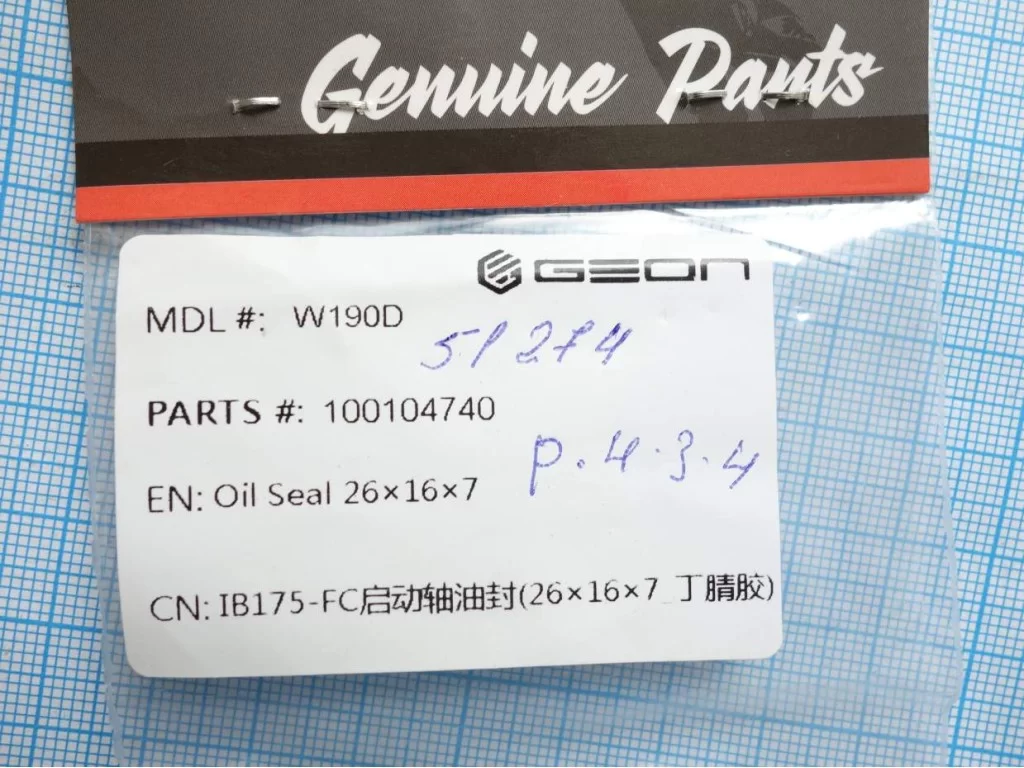 Genuine Parts
GEON
MDL #: W190D
51274
PARTS #: 100104740
p. 4.3.4
EN: Oil Seal 26×16×7
CN: IB175-FC启动轴油封(26×16×7_丁腈胶)